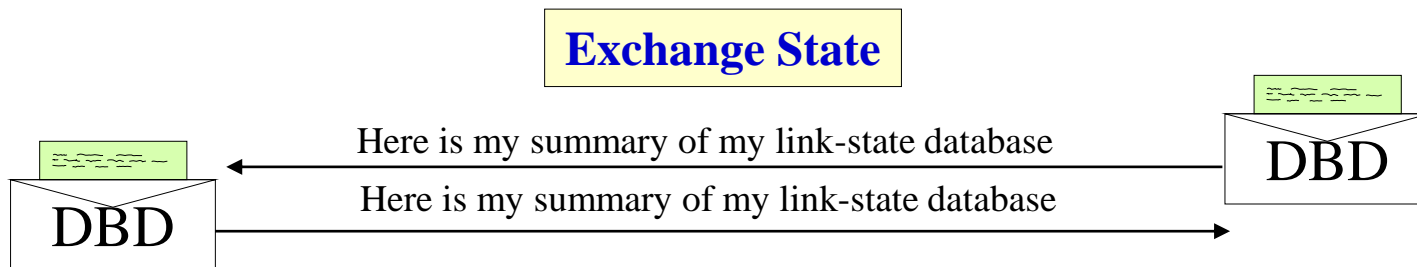 Exchange State
Here is my summary of my link-state database
DBD
Here is my summary of my link-state database
DBD